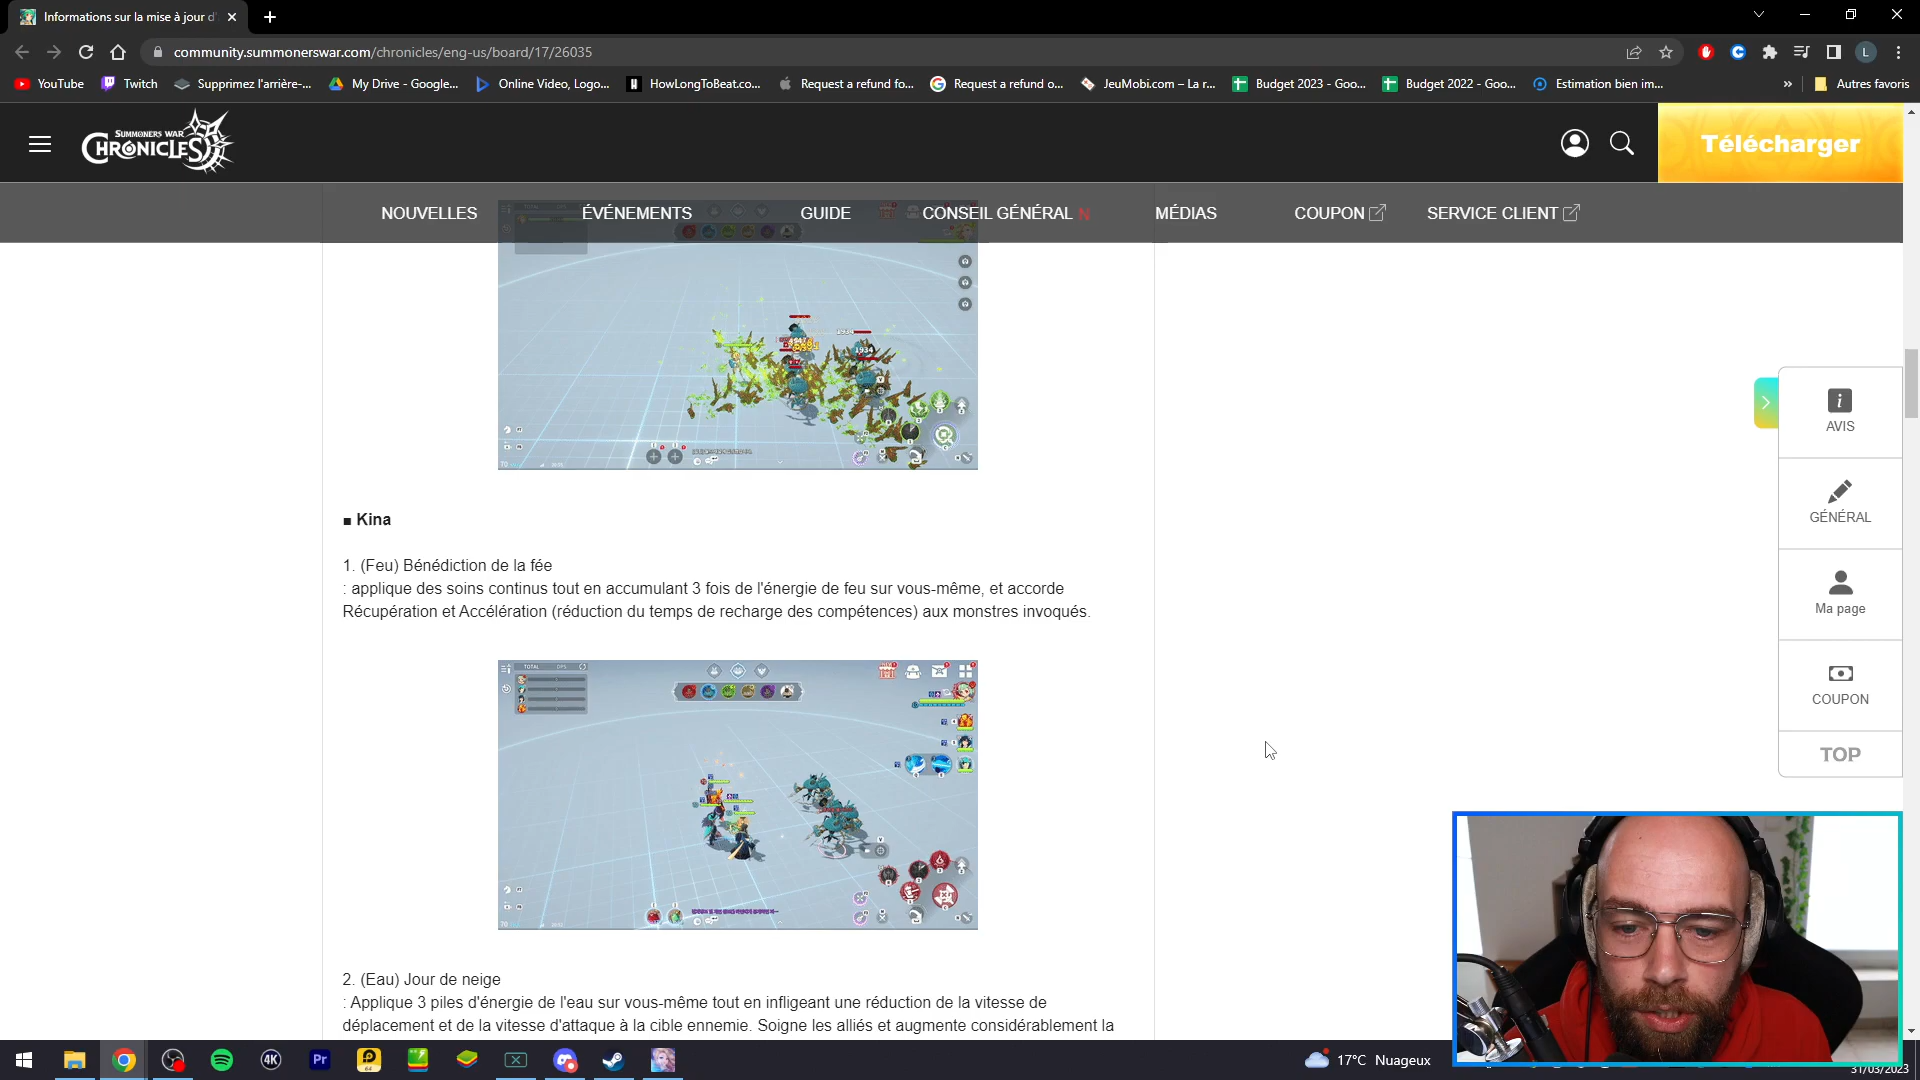 Informations sur la mise à jour d'
community.summonerswar.com/chronicles/eng-us/board/17/26035
L
YouTube
Twitch
Supprimez l'arrière-...
My Drive - Google...
Online Video, Logo...
HowLongToBeat.co...
Request a refund fo...
Request a refund o...
JeuMobi.com – La r...
Budget 2023 - Goo...
Budget 2022 - Goo...
Estimation bien im...
»
Autres favoris
SUMMONERS WAR
CHRONICLES
Télécharger
NOUVELLES
ÉVÉNEMENTS
GUIDE
CONSEIL GÉNÉRAL N
MÉDIAS
COUPON
SERVICE CLIENT
1934
1934
AVIS
GÉNÉRAL
Ma page
COUPON
TOP
■ Kina
1. (Feu) Bénédiction de la fée
: applique des soins continus tout en accumulant 3 fois de l'énergie de feu sur vous-même, et accorde
Récupération et Accélération (réduction du temps de recharge des compétences) aux monstres invoqués.
TOTAL DPS
2. (Eau) Jour de neige
: Applique 3 piles d'énergie de l'eau sur vous-même tout en infligeant une réduction de la vitesse de
déplacement et de la vitesse d'attaque à la cible ennemie. Soigne les alliés et augmente considérablement la
4K
Pr
64
17°C Nuageux
31/03/2023